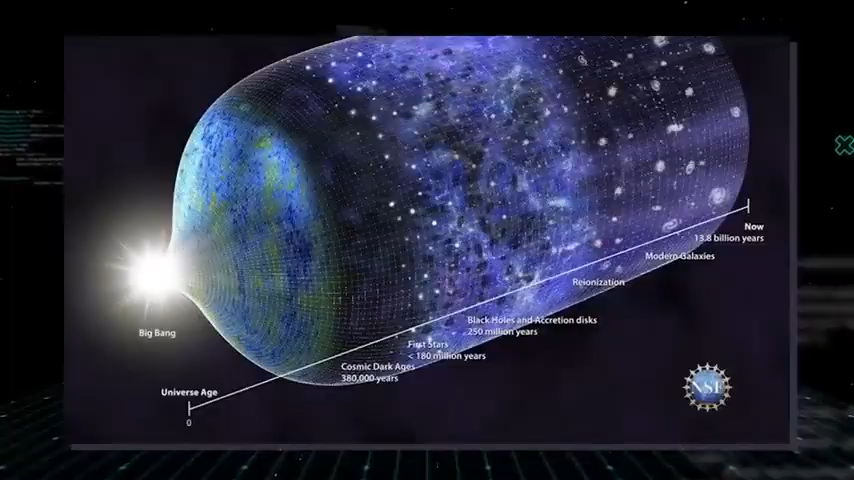 Now
13.8 billion years
Modern Galaxies
Reionization
Black Holes and Accretion disks
250 million years
First Stars
< 180 million years
Cosmic Dark Ages
380,000 years
Big Bang
Universe Age
0
NSF